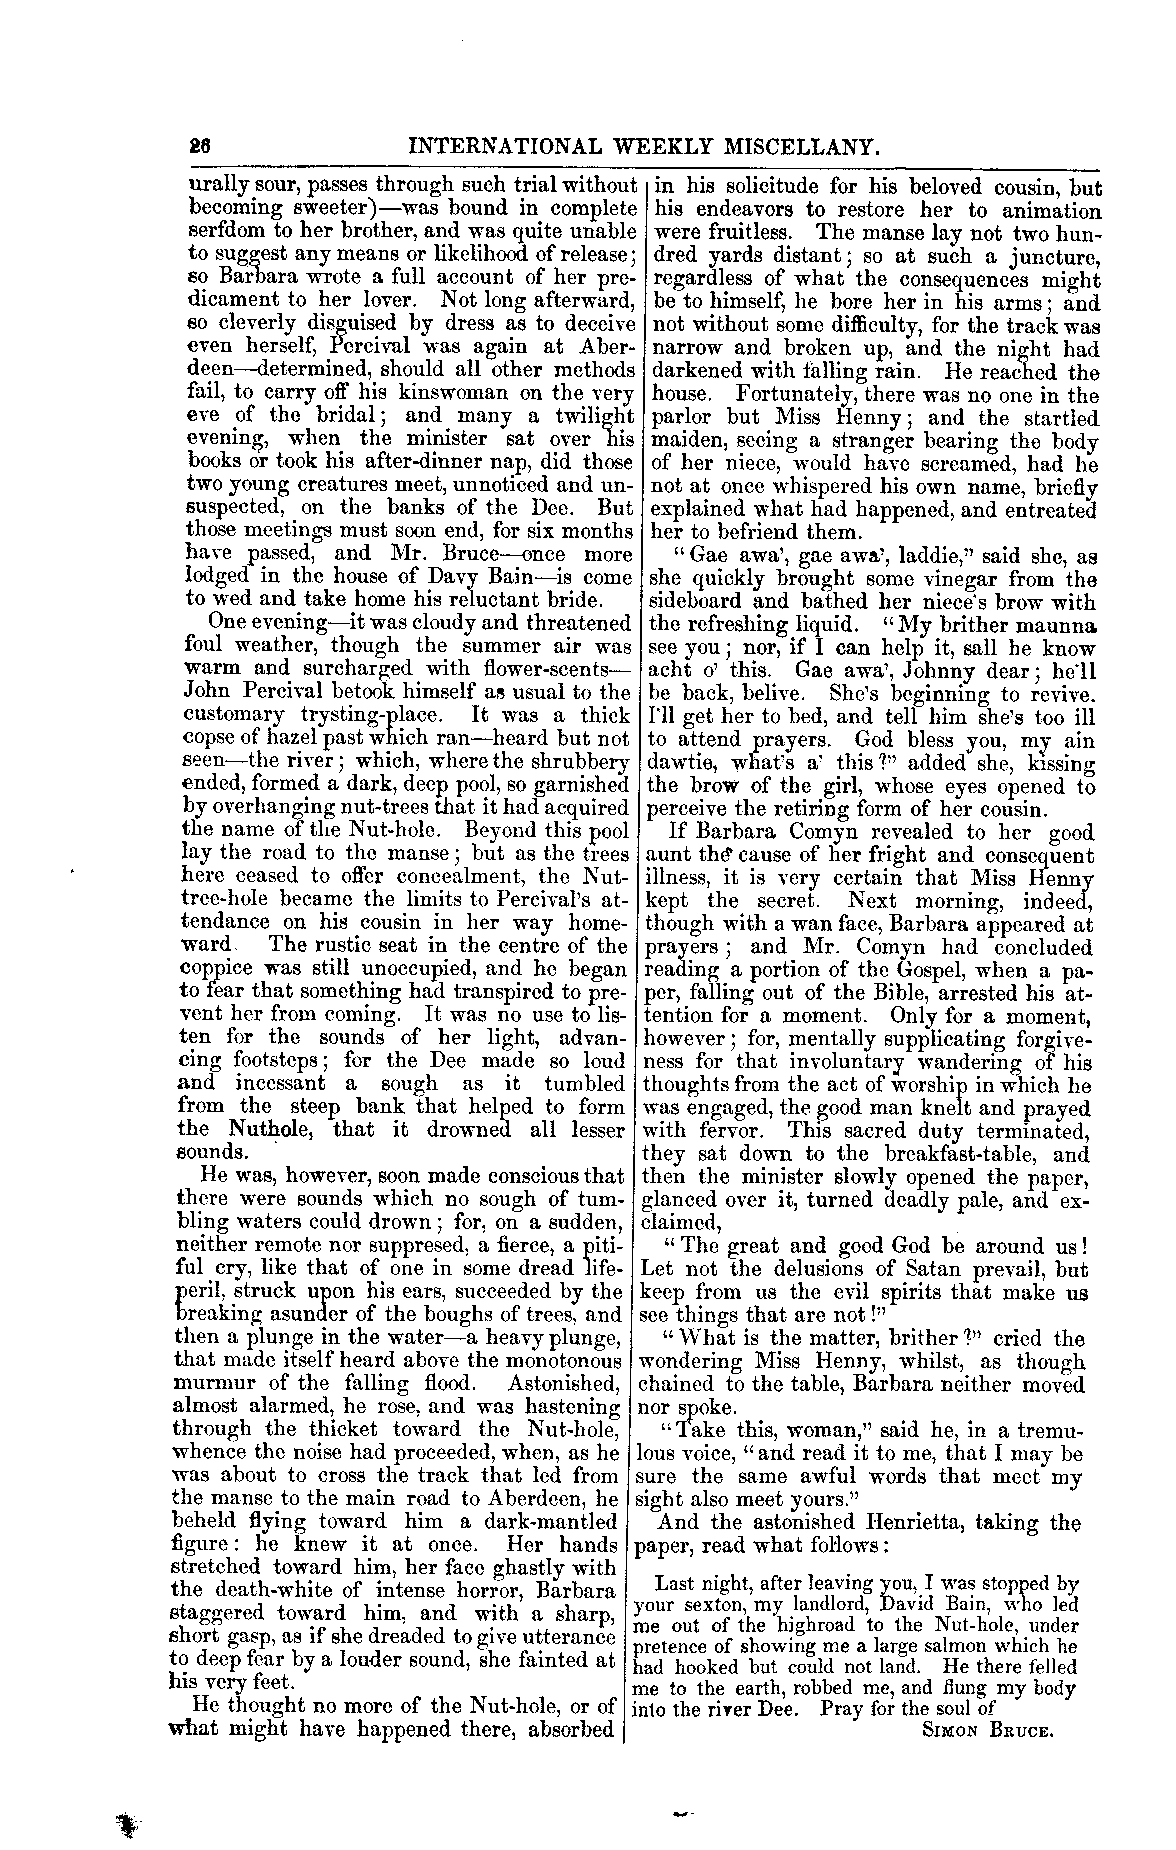 26 INTERNATIONAL WEEKLY MISCELLANY.
urally sour, passes through such trial without
becoming sweeter)—was bound in complete
serfdom to her brother, and was quite unable
to suggest any means or likelihood of release;
so Barbara wrote a full account of her pre-
dicament to her lover. Not long afterward,
so cleverly disguised by dress as to deceive
even herself, Percival was again at Aber-
deen—determined, should all other methods
fail, to carry off his kinswoman on the very
eve of the bridal; and many a twilight
evening, when the minister sat over his
books or took his after-dinner nap, did those
two young creatures meet, unnoticed and un-
suspected, on the banks of the Dee. But
those meetings must soon end, for six months
have passed, and Mr. Bruce—once more
lodged in the house of Davy Bain—is come
to wed and take home his reluctant bride.
One evening—it was cloudy and threatened
foul weather, though the summer air was
warm and surcharged with flower-scents—
John Percival betook himself as usual to the
customary trysting-place. It was a thick
copse of hazel past which ran—heard but not
seen—the river; which, where the shrubbery
ended, formed a dark, deep pool, so garnished
by overhanging nut-trees that it had acquired
the name of the Nut-hole. Beyond this pool
lay the road to the manse; but as the trees
here ceased to offer concealment, the Nut-
tree-hole became the limits to Percival's at-
tendance on his cousin in her way home-
ward. The rustic seat in the centre of the
coppice was still unoccupied, and he began
to fear that something had transpired to pre-
vent her from coming. It was no use to lis-
ten for the sounds of her light, advan-
cing footsteps; for the Dee made so loud
and incessant a sough as it tumbled
from the steep bank that helped to form
the Nuthole, that it drowned all lesser
sounds.
He was, however, soon made conscious that
there were sounds which no sough of tum-
bling waters could drown; for, on a sudden,
neither remote nor suppresed, a fierce, a piti-
ful cry, like that of one in some dread life-
peril, struck upon his ears, succeeded by the
breaking asunder of the boughs of trees, and
then a plunge in the water—a heavy plunge,
that made itself heard above the monotonous
murmur of the falling flood. Astonished,
almost alarmed, he rose, and was hastening
through the thicket toward the Nut-hole,
whence the noise had proceeded, when, as he
was about to cross the track that led from
the manse to the main road to Aberdeen, he
beheld flying toward him a dark-mantled
figure: he knew it at once. Her hands
stretched toward him, her face ghastly with
the death-white of intense horror, Barbara
staggered toward him, and with a sharp,
short gasp, as if she dreaded to give utterance
to deep fear by a louder sound, she fainted at
his very feet.
He thought no more of the Nut-hole, or of
what might have happened there, absorbed
in his solicitude for his beloved cousin, but
his endeavors to restore her to animation
were fruitless. The manse lay not two hun-
dred yards distant; so at such a juncture,
regardless of what the consequences might
be to himself, he bore her in his arms; and
not without some difficulty, for the track was
narrow and broken up, and the night had
darkened with falling rain. He reached the
house. Fortunately, there was no one in the
parlor but Miss Henny; and the startled
maiden, seeing a stranger bearing the body
of her niece, would have screamed, had he
not at once whispered his own name, briefly
explained what had happened, and entreated
her to befriend them.
"Gae awa', gae awa', laddie," said she, as
she quickly brought some vinegar from the
sideboard and bathed her niece's brow with
the refreshing liquid. "My brither maunna
see you; nor, if I can help it, sall he know
acht o' this. Gae awa', Johnny dear; he'll
be back, belive. She's beginning to revive.
I'll get her to bed, and tell him she's too ill
to attend prayers. God bless you, my ain
dawtie, what's a' this?" added she, kissing
the brow of the girl, whose eyes opened to
perceive the retiring form of her cousin.
If Barbara Comyn revealed to her good
aunt the cause of her fright and consequent
illness, it is very certain that Miss Henny
kept the secret. Next morning, indeed,
though with a wan face, Barbara appeared at
prayers; and Mr. Comyn had concluded
reading a portion of the Gospel, when a pa-
per, falling out of the Bible, arrested his at-
tention for a moment. Only for a moment,
however; for, mentally supplicating forgive-
ness for that involuntary wandering of his
thoughts from the act of worship in which he
was engaged, the good man knelt and prayed
with fervor. This sacred duty terminated,
they sat down to the breakfast-table, and
then the minister slowly opened the paper,
glanced over it, turned deadly pale, and ex-
claimed,
"The great and good God be around us!
Let not the delusions of Satan prevail, but
keep from us the evil spirits that make us
see things that are not!"
"What is the matter, brither?" cried the
wondering Miss Henny, whilst, as though
chained to the table, Barbara neither moved
nor spoke.
"Take this, woman," said he, in a tremu-
lous voice, "and read it to me, that I may be
sure the same awful words that meet my
sight also meet yours."
And the astonished Henrietta, taking the
paper, read what follows:
Last night, after leaving you, I was stopped by
your sexton, my landlord, David Bain, who led
me out of the highroad to the Nut-hole, under
pretence of showing me a large salmon which he
had hooked but could not land. He there felled
me to the earth, robbed me, and flung my body
into the river Dee. Pray for the soul of
SIMON BRUCE.